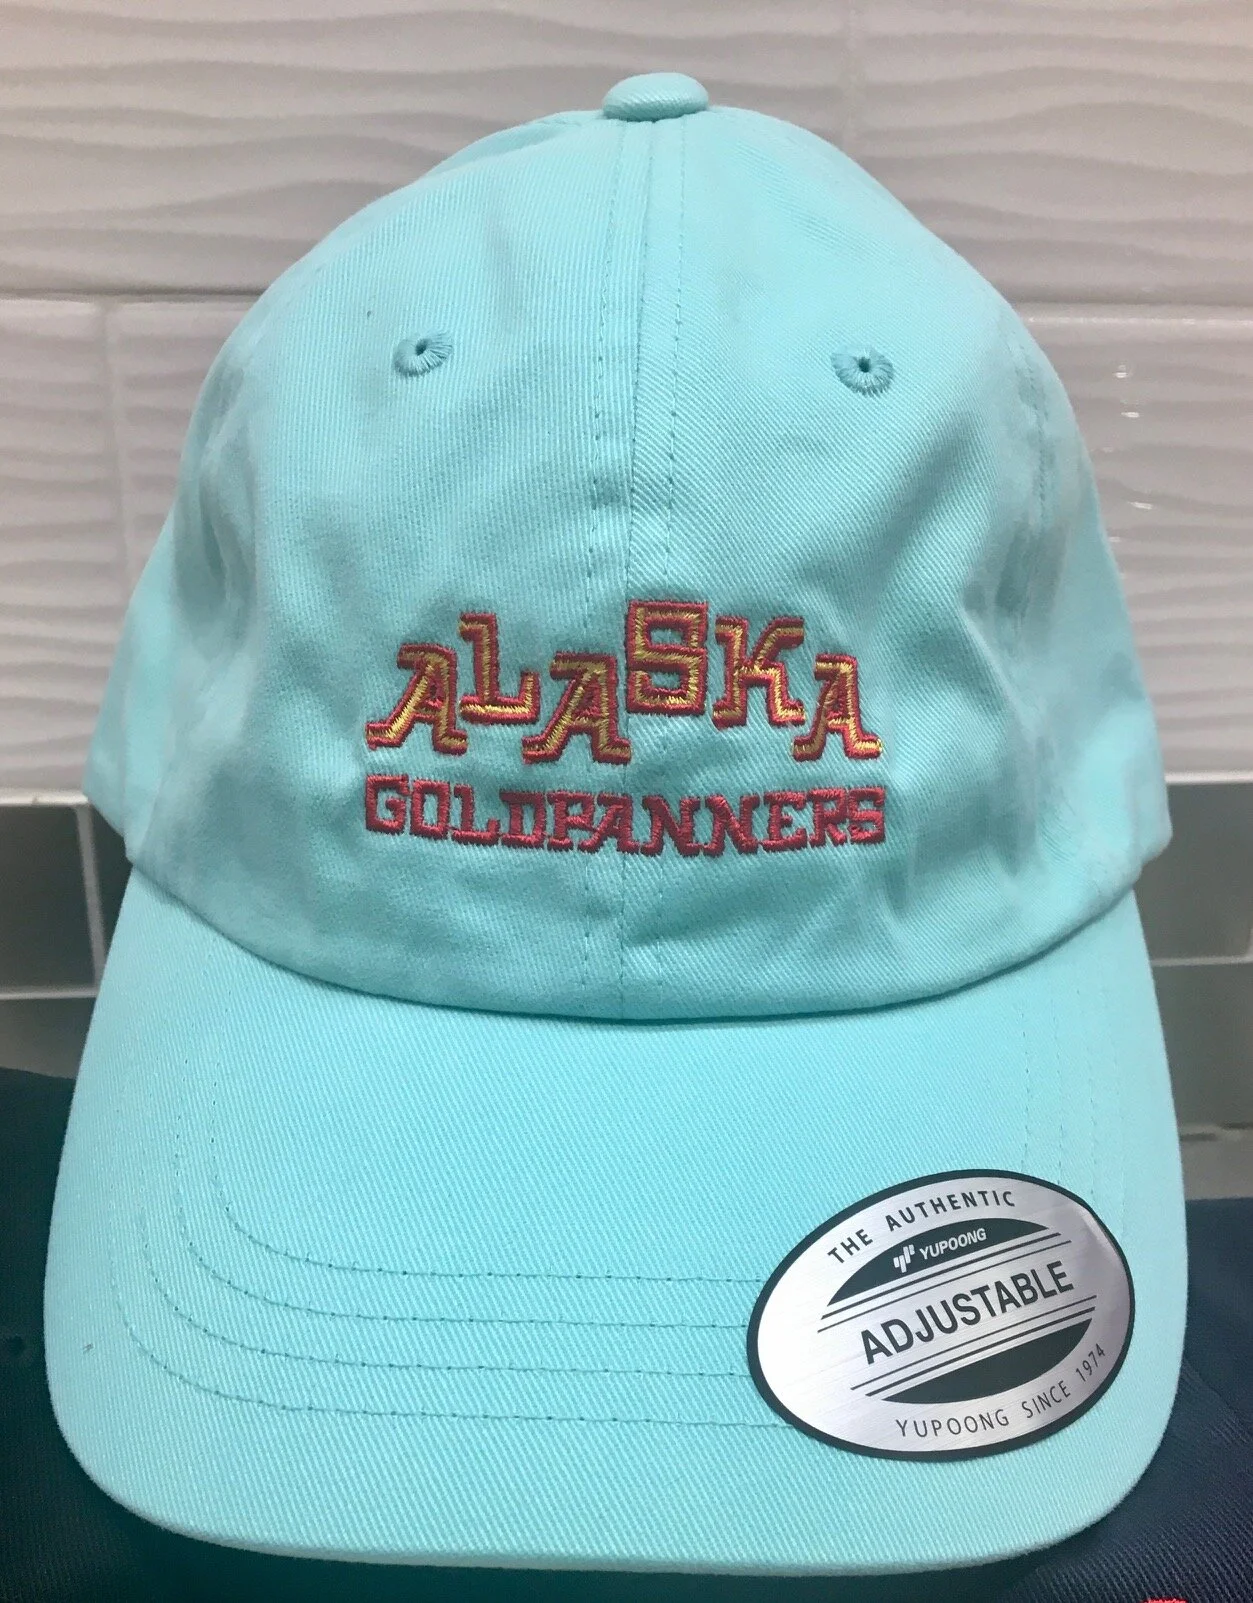 ALASKA
GOLDPANNERS
THE AUTHENTIC
YUPOONG
ADJUSTABLE
YUPOONG SINCE 1974